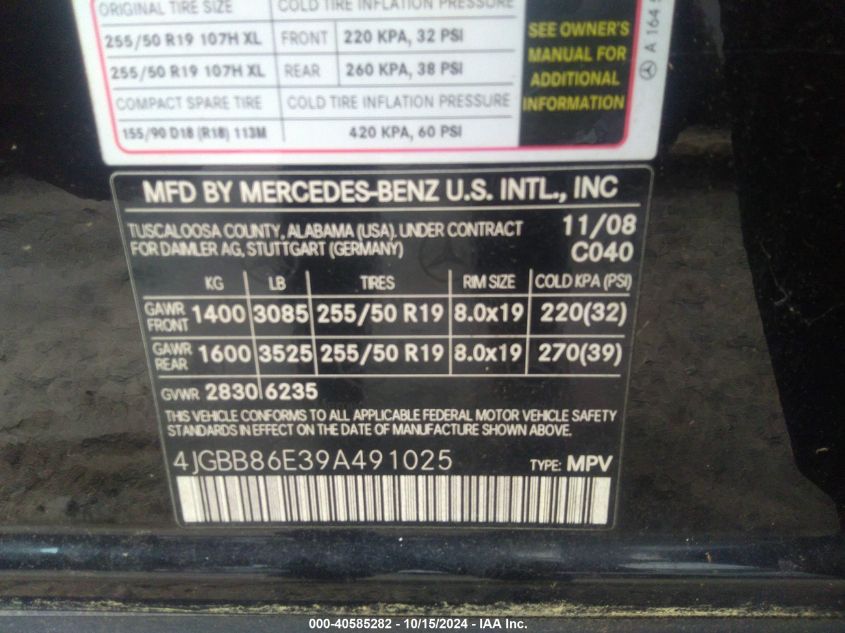 ORIGINAL TIRE SIZE COLD TIRE INFLATION PRESSURE
255/50 R19 107H XL FRONT 220 KPA, 32 PSI
255/50 R19 107H XL REAR 260 KPA, 38 PSI
COMPACT SPARE TIRE COLD TIRE INFLATION PRESSURE
155/90 D18 (R18) 113M 420 KPA, 60 PSI
SEE OWNER'S
MANUAL FOR
ADDITIONAL
INFORMATION
A 164
MFD BY MERCEDES-BENZ U.S. INTL., INC
TUSCALOOSA COUNTY, ALABAMA (USA). UNDER CONTRACT 11/08
FOR DAIMLER AG, STUTTGART (GERMANY) C040
KG LB TIRES RIM SIZE COLD KPA (PSI)
GAWR FRONT 1400 3085 255/50 R19 8.0x19 220(32)
GAWR REAR 1600 3525 255/50 R19 8.0x19 270(39)
GVWR 2830 6235
THIS VEHICLE CONFORMS TO ALL APPLICABLE FEDERAL MOTOR VEHICLE SAFETY
STANDARDS IN EFFECT ON THE DATE OF MANUFACTURE SHOWN ABOVE.
4JGBB86E39A491025 TYPE: MPV
000-40585282 - 10/15/2024 - IAA Inc.